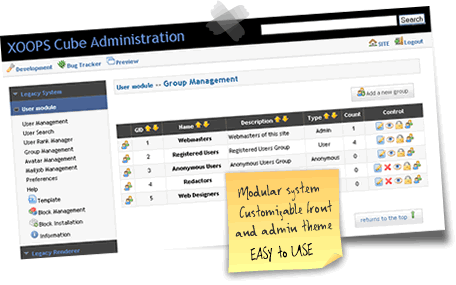 XOOPS Cube Administration
Search
Development Bug Tracker Preview
SITE Logout
Legacy System
User module
User Management
User Search
User Rank Manager
Group Management
Avatar Management
Mailjob Management
Preferences
Help
Template
Block Management
Block Installation
Information
Legacy Renderer
User module -- Group Management
Add a new group
GID Name Description Type Count Control
1 Webmasters Webmasters of this site Admin 1
2 Registered Users Registered Users Group User 4
3 Anonymous Users Anonymous Users Group Anonymous 0
4 Redactors 0
5 Web Designers
returns to the top
Modular system
Customizable front
and admin theme
EASY to USE